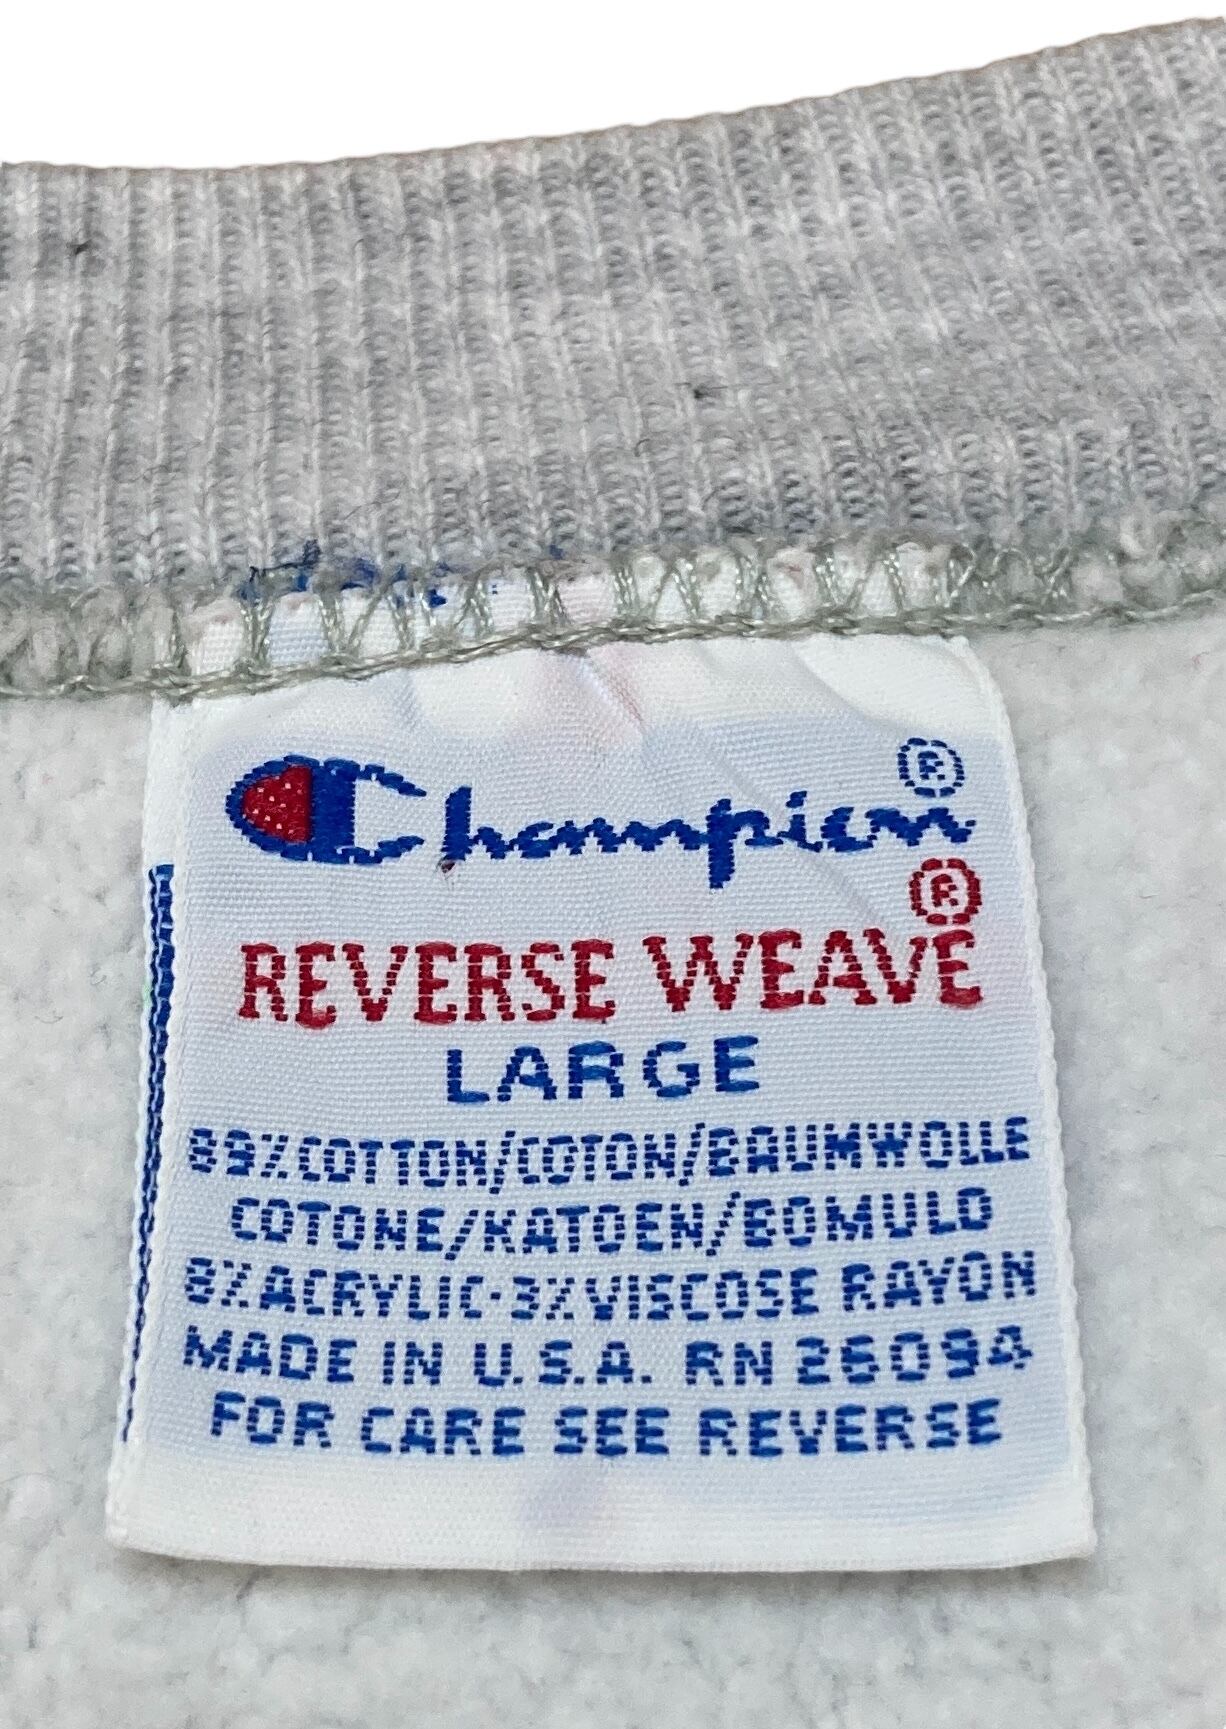 Champion®
®
REVERSE WEAVE
LARGE
89%COTTON/COTON/BAUMWOLLE
COTONE/KATOEN/BOMULD
8%ACRYLIC·3%VISCOSE RAYON
MADE IN U.S.A. RN 26094
FOR CARE SEE REVERSE